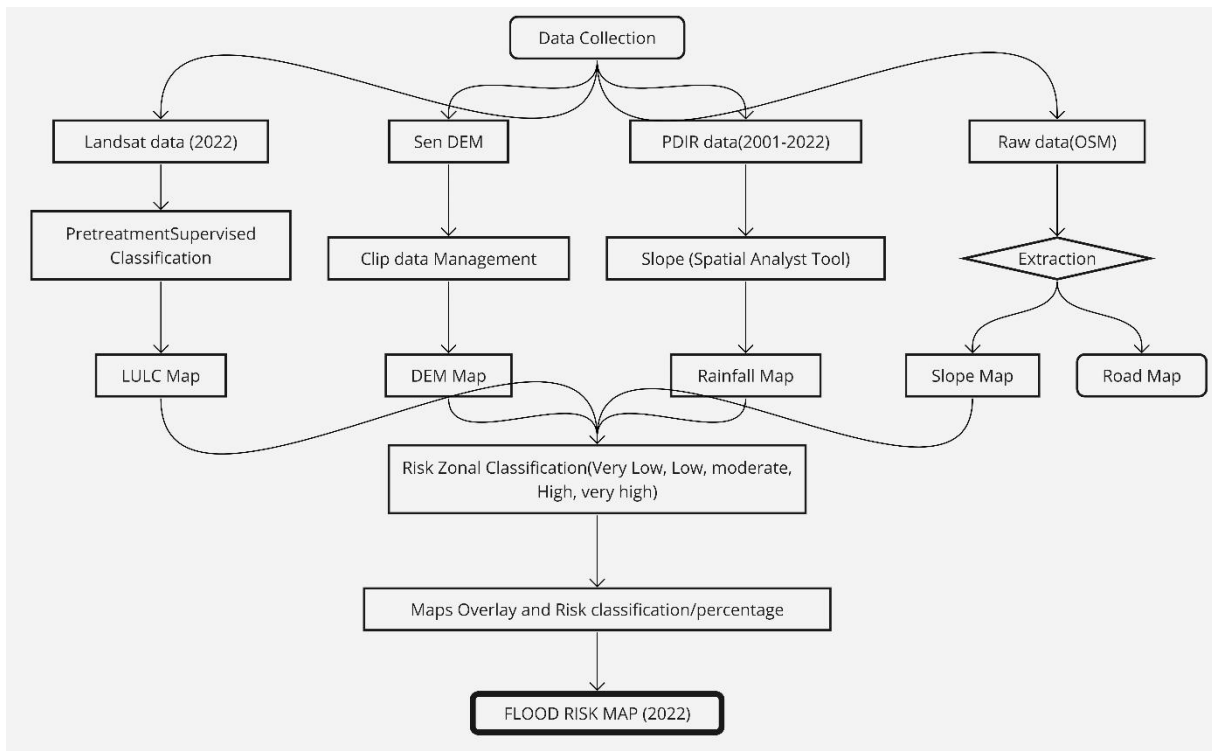 Data Collection
Landsat data (2022)
Sen DEM
PDIR data(2001-2022)
Raw data(OSM)
PretreatmentSupervised
Classification
Clip data Management
Slope (Spatial Analyst Tool)
Extraction
LULC Map
DEM Map
Rainfall Map
Slope Map
Road Map
Risk Zonal Classification(Very Low, Low, moderate,
High, very high)
Maps Overlay and Risk classification/percentage
FLOOD RISK MAP (2022)